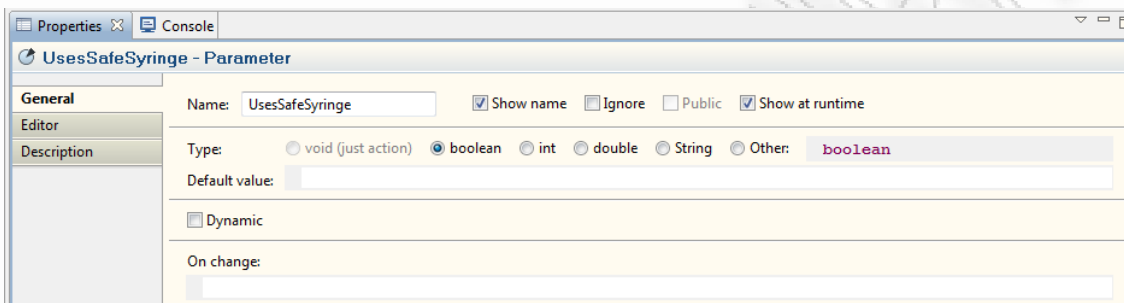 Properties Console
UsesSafeSyringe - Parameter
General
Editor
Description
Name: UsesSafeSyringe Show name Ignore Public Show at runtime
Type: void (just action) boolean int double String Other: boolean
Default value:
Dynamic
On change: